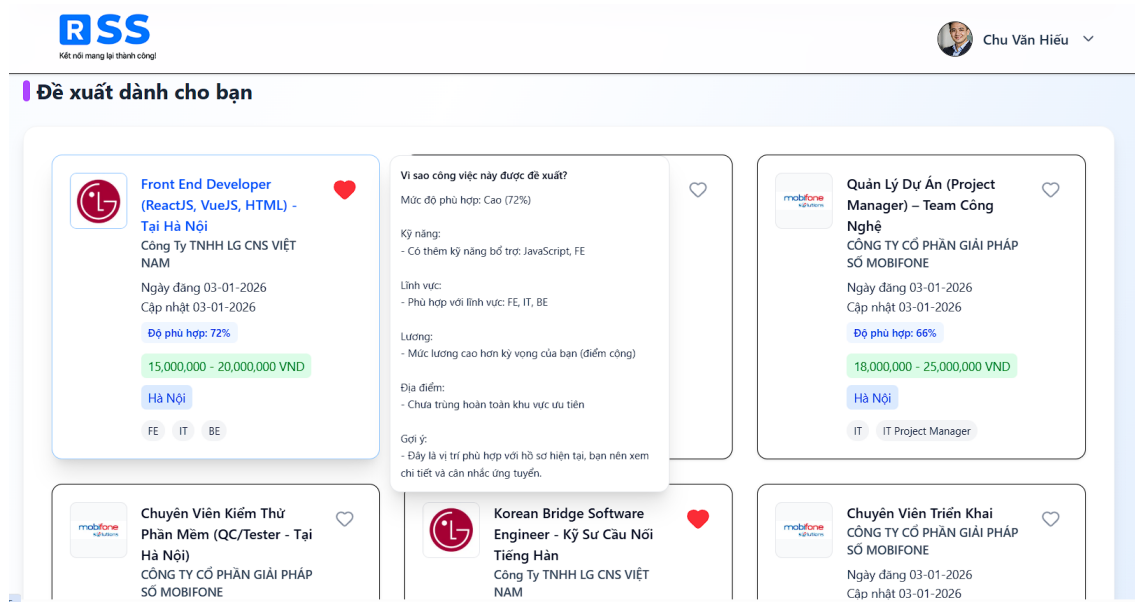 RSS
Kết nối mang lại thành công!
Chu Văn Hiếu
Đề xuất dành cho bạn
Front End Developer
(ReactJS, VueJS, HTML) -
Tại Hà Nội
Công Ty TNHH LG CNS VIỆT
NAM
Ngày đăng 03-01-2026
Cập nhật 03-01-2026
Độ phù hợp: 72%
15,000,000 - 20,000,000 VND
Hà Nội
FE IT BE
Vì sao công việc này được đề xuất?
Mức độ phù hợp: Cao (72%)
Kỹ năng:
- Có thêm kỹ năng bổ trợ: JavaScript, FE
Lĩnh vực:
- Phù hợp với lĩnh vực: FE, IT, BE
Lương:
- Mức lương cao hơn kỳ vọng của bạn (điểm cộng)
Địa điểm:
- Chưa trùng hoàn toàn khu vực ưu tiên
Gợi ý:
- Đây là vị trí phù hợp với hồ sơ hiện tại, bạn nên xem
chi tiết và cân nhắc ứng tuyển.
mobifone
solutions
Quản Lý Dự Án (Project
Manager) – Team Công
Nghệ
CÔNG TY CỔ PHẦN GIẢI PHÁP
SỐ MOBIFONE
Ngày đăng 03-01-2026
Cập nhật 03-01-2026
Độ phù hợp: 66%
18,000,000 - 25,000,000 VND
Hà Nội
IT IT Project Manager
mobifone
solutions
Chuyên Viên Kiểm Thử
Phần Mềm (QC/Tester - Tại
Hà Nội)
CÔNG TY CỔ PHẦN GIẢI PHÁP
SỐ MOBIFONE
Korean Bridge Software
Engineer - Kỹ Sư Cầu Nối
Tiếng Hàn
Công Ty TNHH LG CNS VIỆT
NAM
mobifone
solutions
Chuyên Viên Triển Khai
CÔNG TY CỔ PHẦN GIẢI PHÁP
SỐ MOBIFONE
Ngày đăng 03-01-2026
Cập nhật 03-01-2026